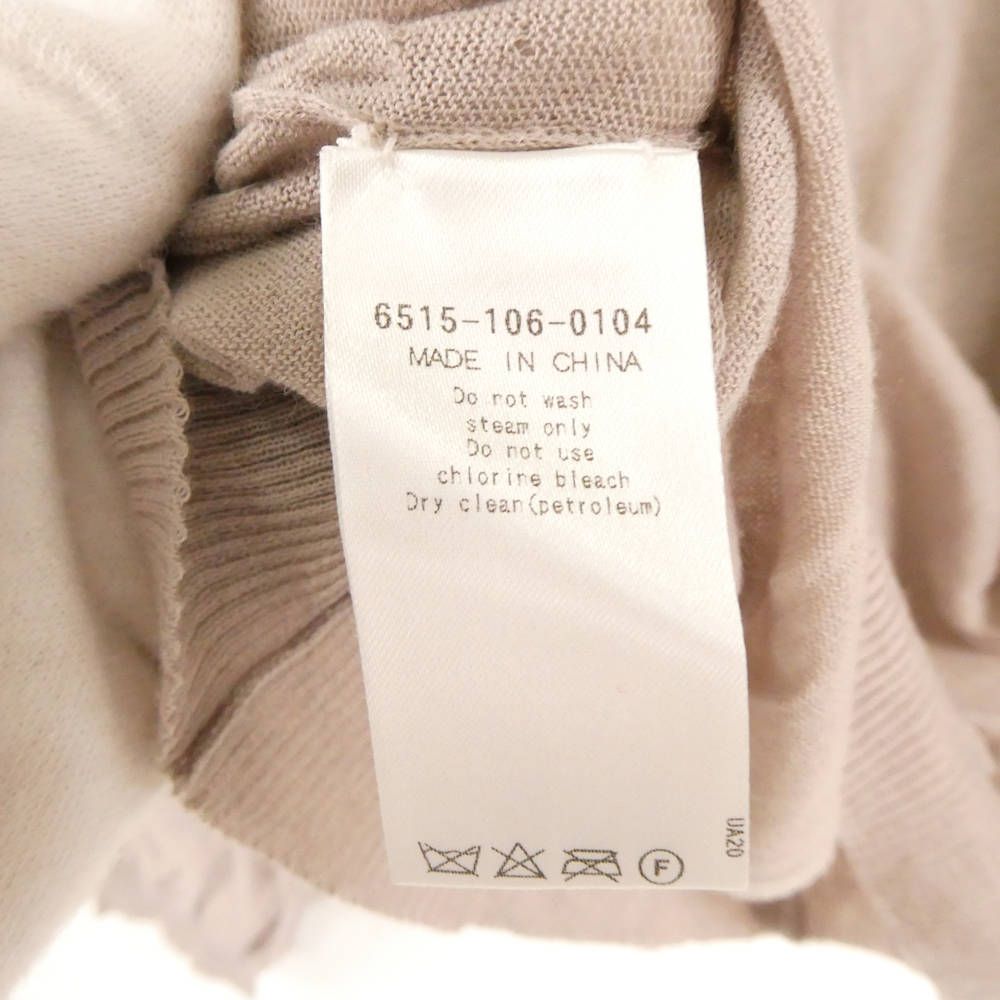 6515-106-0104
MADE IN CHINA
Do not wash
steam only
Do not use
chlorine bleach
Dry clean(petroleum)
UA20
F